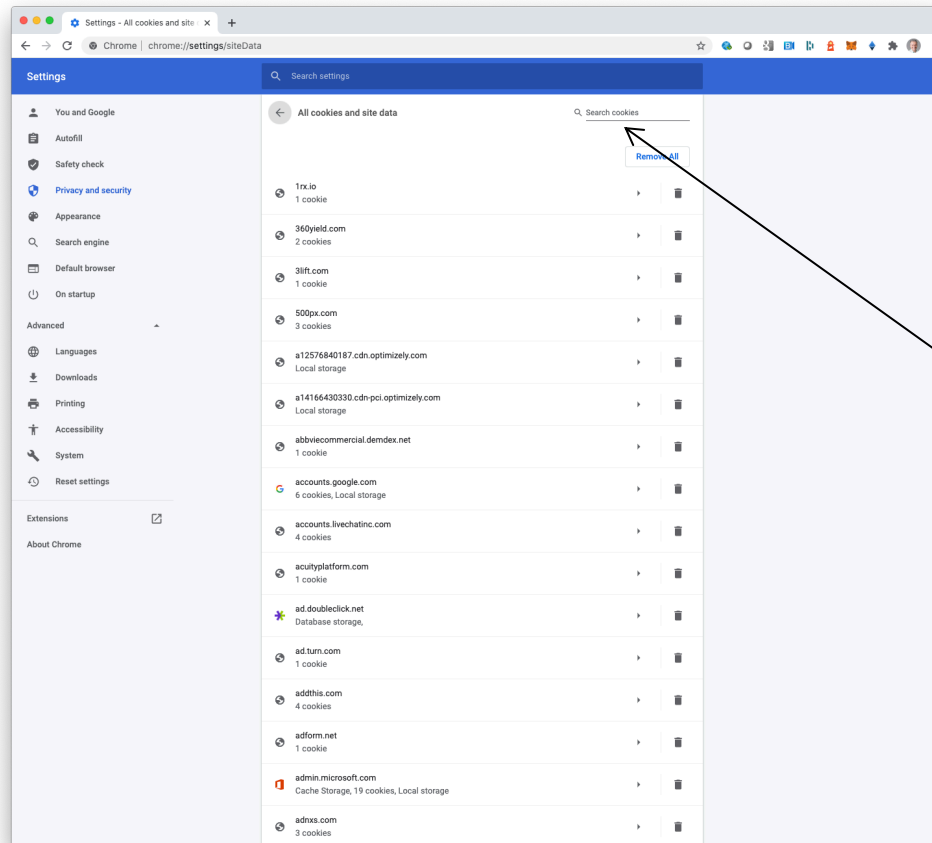 Settings - All cookies and site
Chrome | chrome://settings/siteData
Settings
Search settings
You and Google
Autofill
Safety check
Privacy and security
Appearance
Search engine
Default browser
On startup
Advanced
Languages
Downloads
Printing
Accessibility
System
Reset settings
Extensions
About Chrome
All cookies and site data
Search cookies
Remove All
1rx.io
1 cookie
360yield.com
2 cookies
3lift.com
1 cookie
500px.com
3 cookies
a12576840187.cdn.optimizely.com
Local storage
a14166430330.cdn-pci.optimizely.com
Local storage
abbviecommercial.demdex.net
1 cookie
accounts.google.com
6 cookies, Local storage
accounts.livechatinc.com
4 cookies
acuityplatform.com
1 cookie
ad.doubleclick.net
Database storage,
ad.turn.com
1 cookie
addthis.com
4 cookies
adform.net
1 cookie
admin.microsoft.com
Cache Storage, 19 cookies, Local storage
adnxs.com
3 cookies